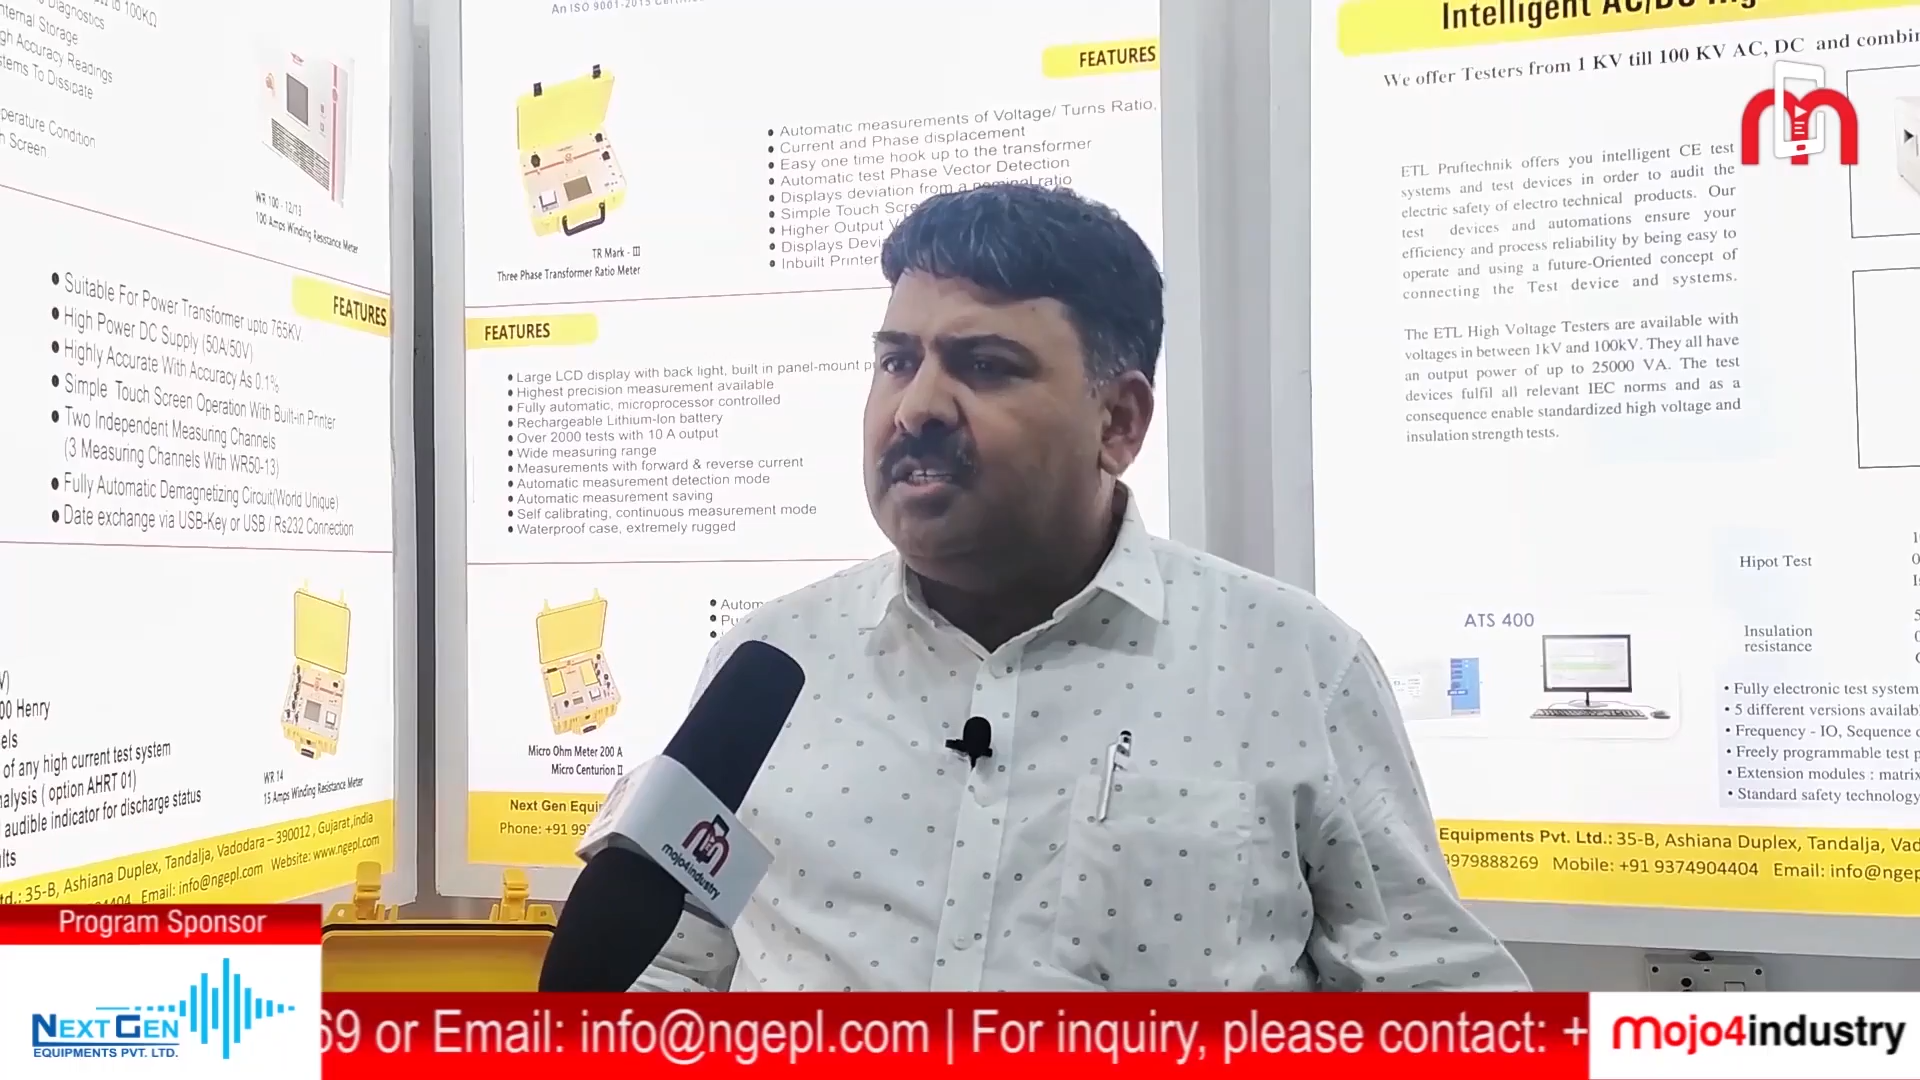 to 100KΩ
Diagnostics
nternal Storage
gh Accuracy Readings
stems To Dissipate
perature Condition
h Screen
WR 100 - 12/13
100 Amps Winding Resistance Meter
FEATURES
Suitable For Power Transformer upto 765KV
High Power DC Supply (50A/50V)
Highly Accurate With Accuracy As 0.1%
Simple Touch Screen Operation With Built-in Printer
Two Independent Measuring Channels
(3 Measuring Channels With WR50-13)
Fully Automatic Demagnetizing Circuit(World Unique)
Date exchange via USB-Key or USB / Rs232 Connection
00 Henry
els
of any high current test system
nalysis ( option AHRT 01)
audible indicator for discharge status
ults
WR 14
15 Amps Winding Resistance Meter
td.: 35-B, Ashiana Duplex, Tandalja, Vadodara – 390012 , Gujarat,india
04404 Email: info@ngepl.com Website: www.ngepl.com
An ISO 9001-2015
FEATURES
Automatic measurements of Voltage/ Turns Ratio,
Current and Phase displacement
Easy one time hook up to the transformer
Automatic test Phase Vector Detection
Displays deviation from a nominal ratio
Simple Touch Scre
Higher Output V
Displays Devi
Inbuilt Printer
TR Mark - III
Three Phase Transformer Ratio Meter
FEATURES
Large LCD display with back light, built in panel-mount p
Highest precision measurement available
Fully automatic, microprocessor controlled
Rechargeable Lithium-Ion battery
Over 2000 tests with 10 A output
Wide measuring range
Measurements with forward & reverse current
Automatic measurement detection mode
Automatic measurement saving
Self calibrating, continuous measurement mode
Waterproof case, extremely rugged
Autom
Pu
Micro Ohm Meter 200 A
Micro Centurion II
Next Gen Equi
Phone: +91 99
mojo4industry
Intelligent AC/DC
We offer Testers from 1 KV till 100 KV AC, DC and combin
ETL Pruftechnik offers you intelligent CE test
systems and test devices in order to audit the
electric safety of electro technical products. Our
test devices and automations ensure your
efficiency and process reliability by being easy to
operate and using a future-Oriented concept of
connecting the Test device and systems.
The ETL High Voltage Testers are available with
voltages in between 1kV and 100kV. They all have
an output power of up to 25000 VA. The test
devices fulfil all relevant IEC norms and as a
consequence enable standardized high voltage and
insulation strength tests.
Hipot Test
Insulation
resistance
ATS 400
• Fully electronic test system
• 5 different versions availab
• Frequency - IO, Sequence
• Freely programmable test p
• Extension modules : matrix
• Standard safety technology
Equipments Pvt. Ltd.: 35-B, Ashiana Duplex, Tandalja, Vad
9979888269 Mobile: +91 9374904404 Email: info@ngep
Program Sponsor
NEXT GEN
EQUIPMENTS PVT. LTD.
69 or Email: info@ngepl.com | For inquiry, please contact: +
mojo4industry